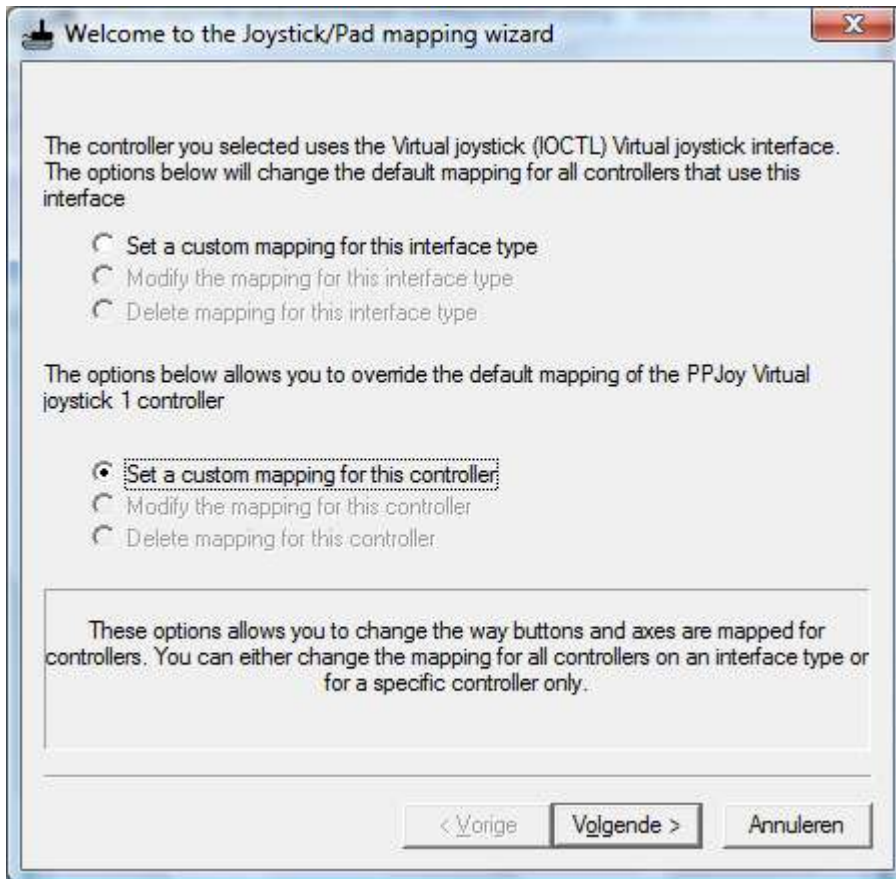 Welcome to the Joystick/Pad mapping wizard
The controller you selected uses the Virtual joystick (IOCTL) Virtual joystick interface.
The options below will change the default mapping for all controllers that use this
interface
Set a custom mapping for this interface type
Modify the mapping for this interface type
Delete mapping for this interface type
The options below allows you to override the default mapping of the PPJoy Virtual
joystick 1 controller
Set a custom mapping for this controller
Modify the mapping for this controller
Delete mapping for this controller
These options allows you to change the way buttons and axes are mapped for
controllers. You can either change the mapping for all controllers on an interface type or
for a specific controller only.
< Vorige Volgende > Annuleren